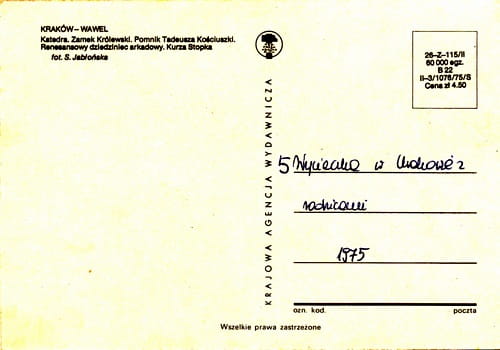 KRAKÓW – WAWEL
Katedra. Zamek Królewski. Pomnik Tadeusza Kościuszki.
Renesansowy dziedziniec arkadowy. Kurza Stopka
fot. S. Jabłońska
KRAJOWA AGENCJA WYDAWNICZA
26-Z-115/II
60 000 egz.
B 22
II-3/1076/75/S
Cena zł 4.50
5 Wycieczka w Krakowie z
rodzicami
1975
ozn. kod. poczta
Wszelkie prawa zastrzeżone